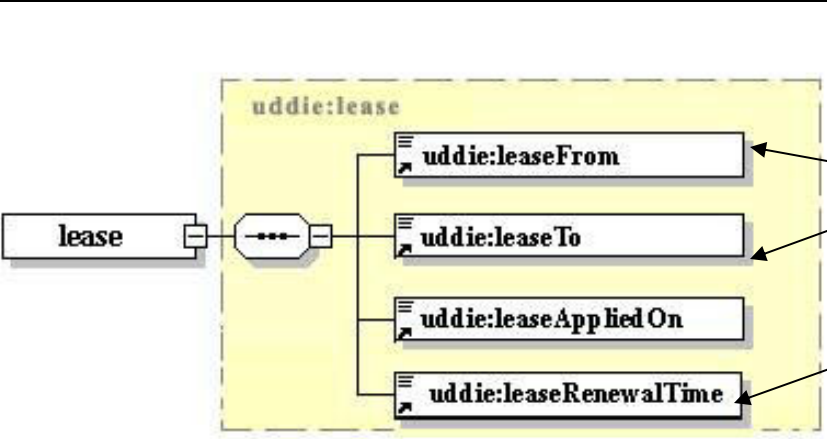 uddie:lease
uddie:leaseFrom
lease
uddie:leaseTo
uddie:leaseAppliedOn
uddie:leaseRenewalTime